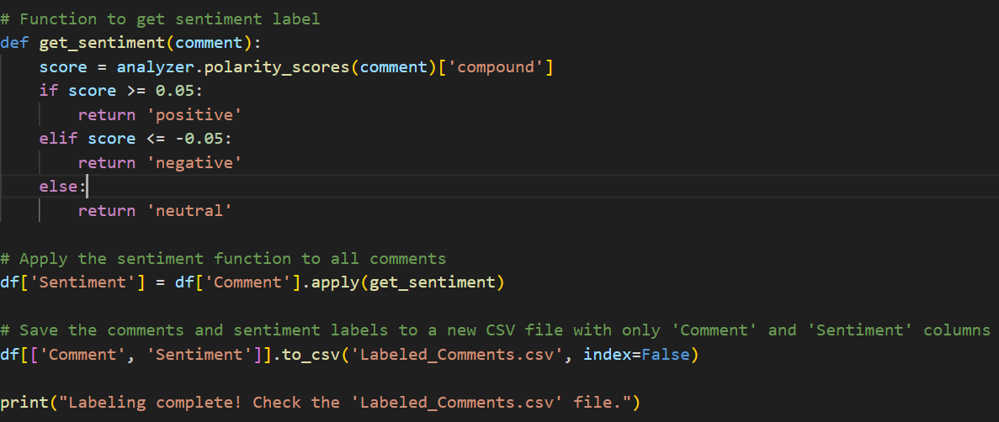 # Function to get sentiment label
def get_sentiment(comment):
    score = analyzer.polarity_scores(comment)['compound']
    if score >= 0.05:
        return 'positive'
    elif score <= -0.05:
        return 'negative'
    else:
        return 'neutral'
# Apply the sentiment function to all comments
df['Sentiment'] = df['Comment'].apply(get_sentiment)
# Save the comments and sentiment labels to a new CSV file with only 'Comment' and 'Sentiment' columns
df[['Comment', 'Sentiment']].to_csv('Labeled_Comments.csv', index=False)
print("Labeling complete! Check the 'Labeled_Comments.csv' file.")